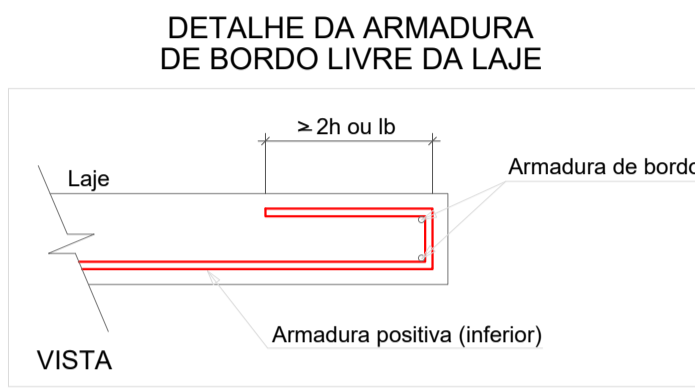 DETALHE DA ARMADURA
DE BORDO LIVRE DA LAJE
≥ 2h ou lb
Armadura de bordo
Laje
Armadura positiva (inferior)
VISTA